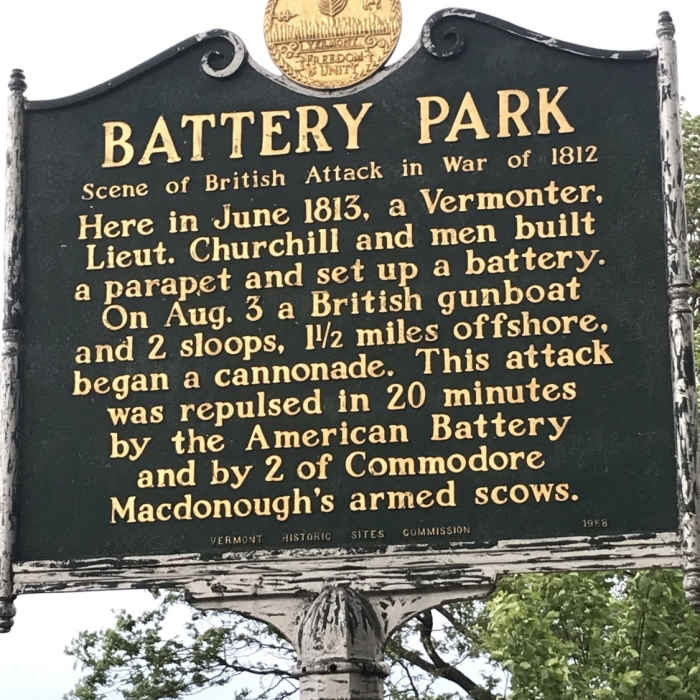 VERMONT
FREEDOM
& UNITY
BATTERY PARK
Scene of British Attack in War of 1812
Here in June 1813, a Vermonter,
Lieut. Churchill and men built
a parapet and set up a battery.
On Aug. 3 a British gunboat
and 2 sloops, 1 1/2 miles offshore,
began a cannonade. This attack
was repulsed in 20 minutes
by the American Battery
and by 2 of Commodore
Macdonough's armed scows.
VERMONT HISTORIC SITES COMMISSION 1958